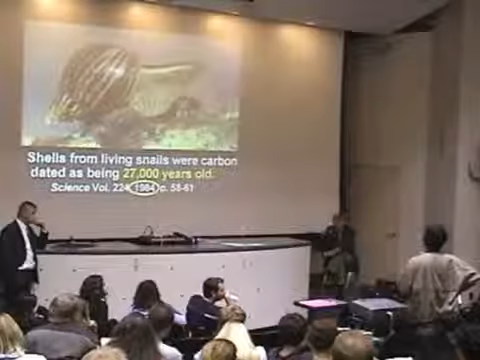 Shells from living snails were carbon
dated as being 27,000 years old.
Science Vol. 224, 1984 p. 58-61